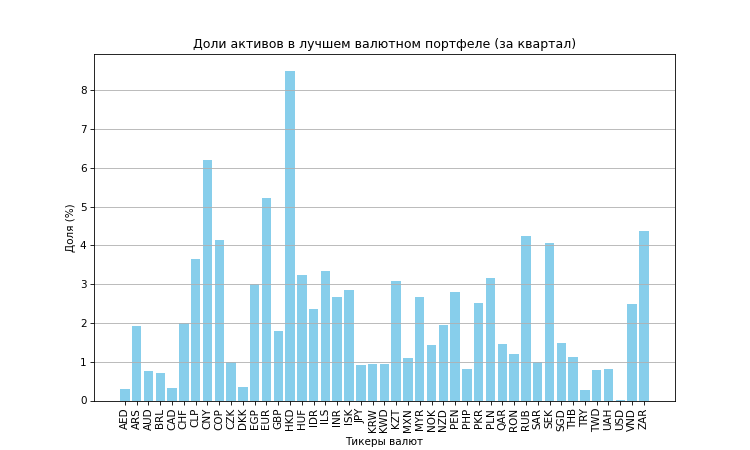 Доли активов в лучшем валютном портфеле (за квартал)
Доля (%)
8
7
6
5
4
3
2
1
0
AED ARS AUD BRL CAD CHF CLP CNY COP CZK DKK EGP EUR GBP HKD HUF IDR ILS INR ISK JPY KRW KWD KZT MXN MYR NOK NZD PEN PHP PKR PLN QAR RON RUB SAR SEK SGD THB TRY TWD UAH USD VND ZAR
Тикеры валют